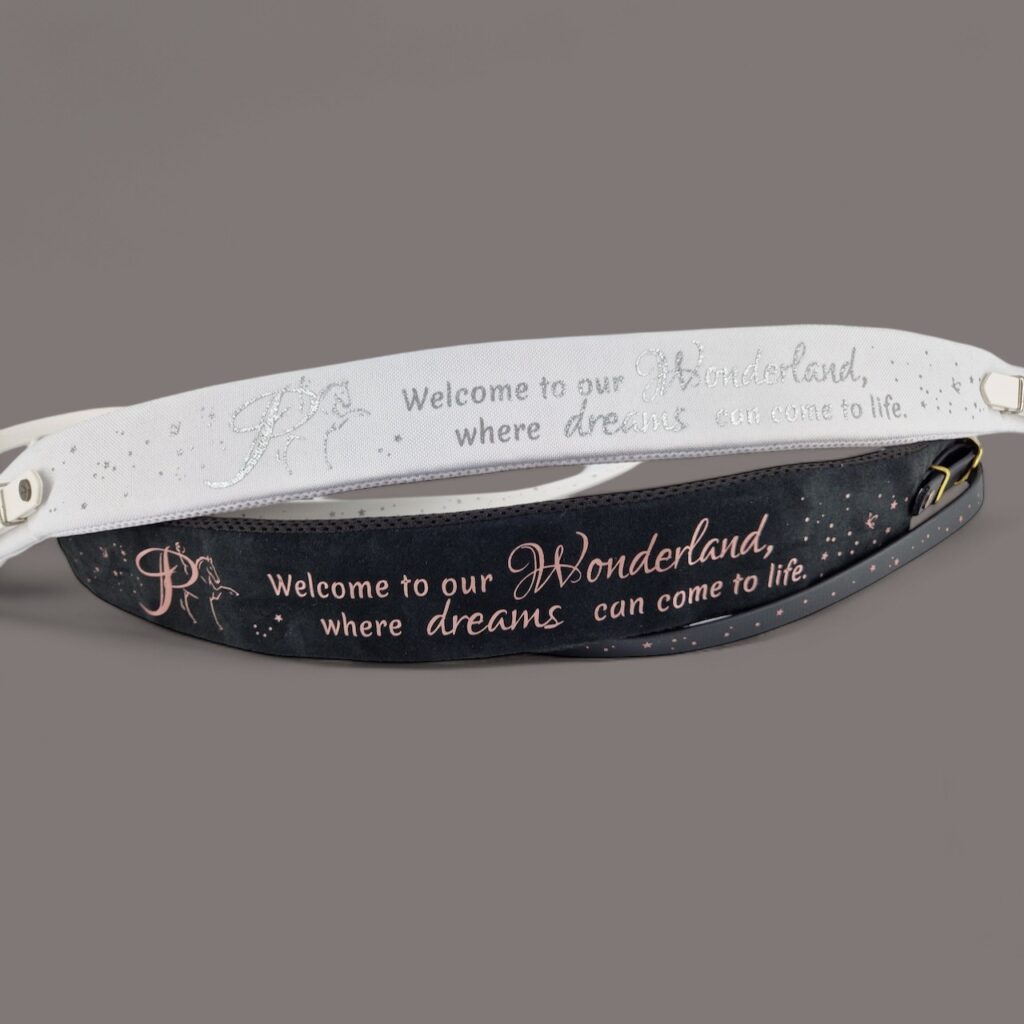 P
Welcome to our Wonderland,
where dreams can come to life.
P
Welcome to our Wonderland,
where dreams can come to life.